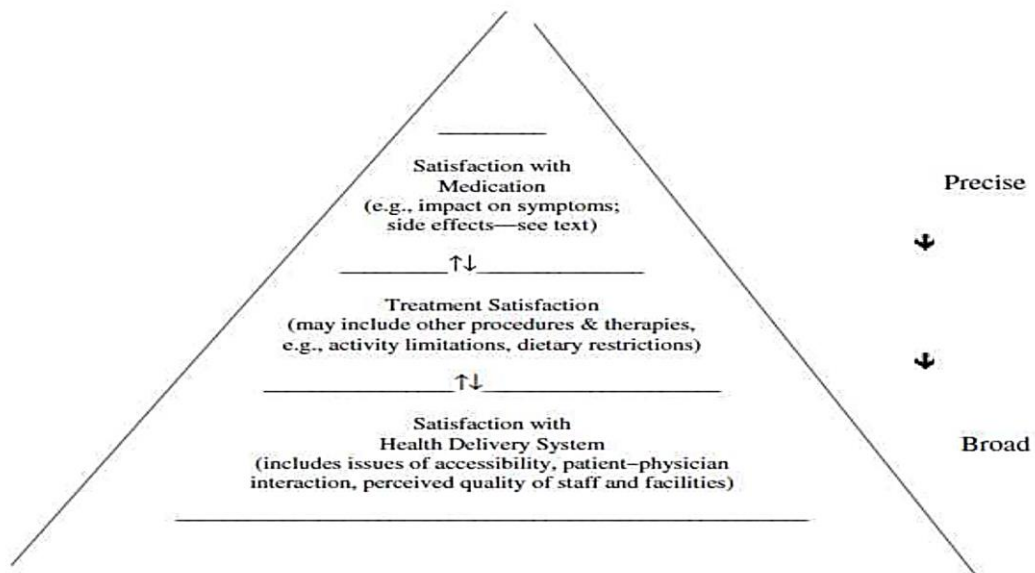 Satisfaction with
Medication
(e.g., impact on symptoms;
side effects—see text)
Precise
↑↓
Treatment Satisfaction
(may include other procedures & therapies,
e.g., activity limitations, dietary restrictions)
↑↓
Satisfaction with
Health Delivery System
(includes issues of accessibility, patient–physician
interaction, perceived quality of staff and facilities)
Broad